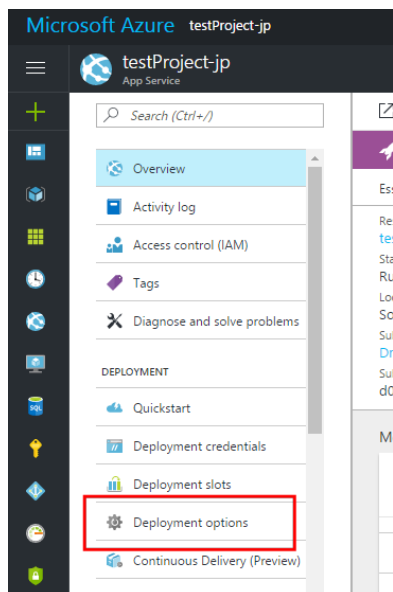 Microsoft Azure testProject-jp
testProject-jp
App Service
Search (Ctrl+/)
Overview
Activity log
Access control (IAM)
Tags
Diagnose and solve problems
DEPLOYMENT
Quickstart
Deployment credentials
Deployment slots
Deployment options
Continuous Delivery (Preview)
SQL